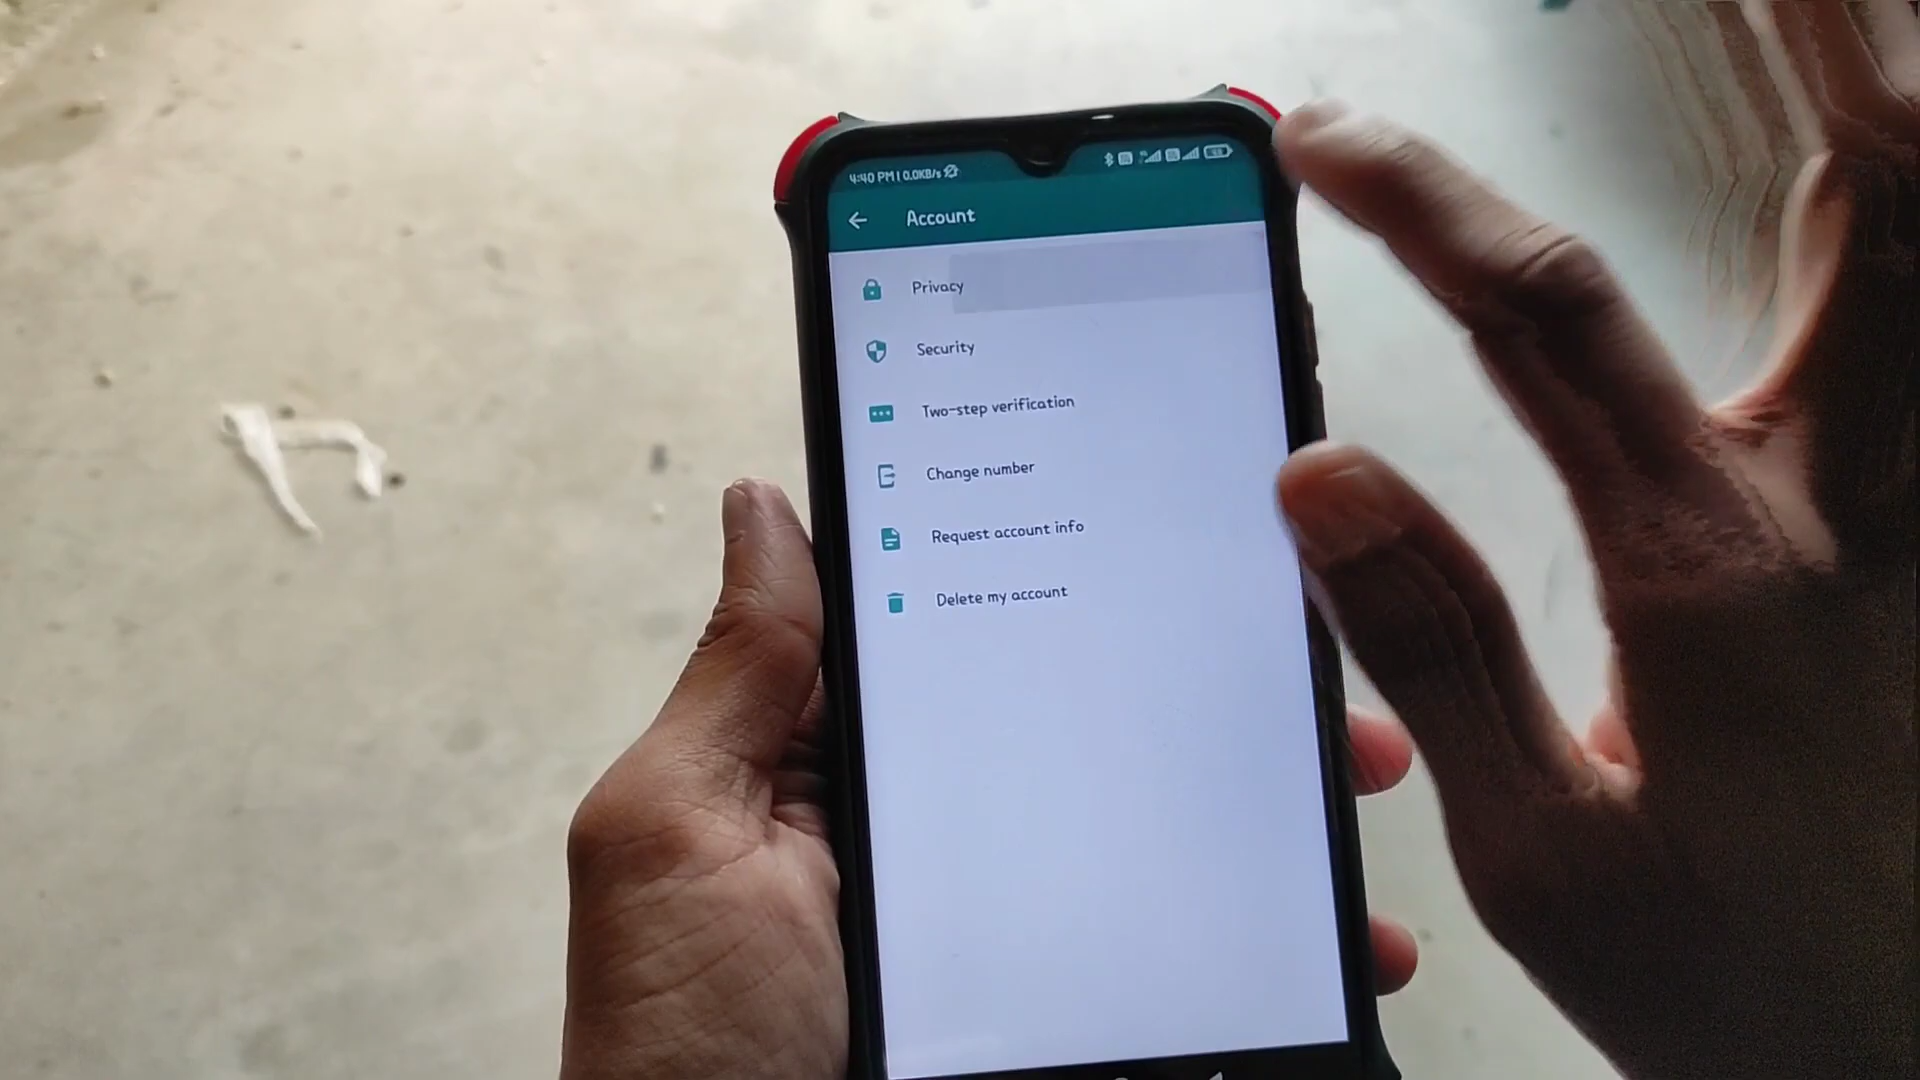 4:40 PM | 0.0KB/s
Account
Privacy
Security
Two-step verification
Change number
Request account info
Delete my account